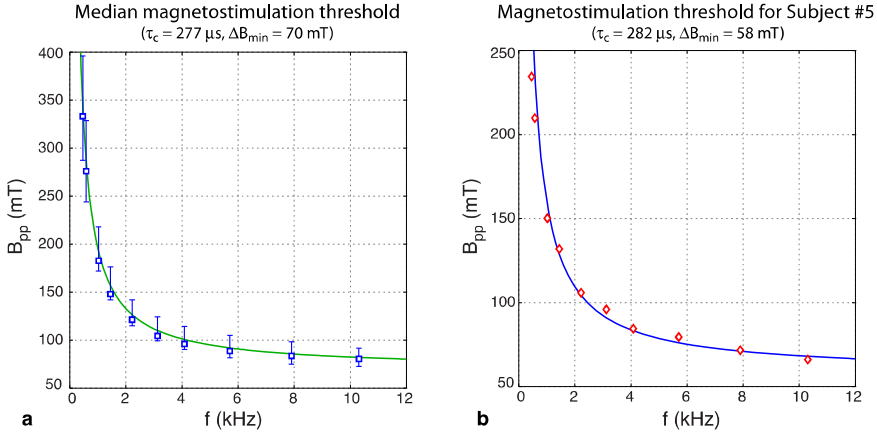 Median magnetostimulation threshold
(τc = 277 μs, ΔBmin = 70 mT)
400
350
300
250
200
150
100
50
Bpp (mT)
0
2
4
6
8
10
12
f (kHz)
a
Magnetostimulation threshold for Subject #5
(τc = 282 μs, ΔBmin = 58 mT)
250
200
150
100
50
Bpp (mT)
0
2
4
6
8
10
12
f (kHz)
b